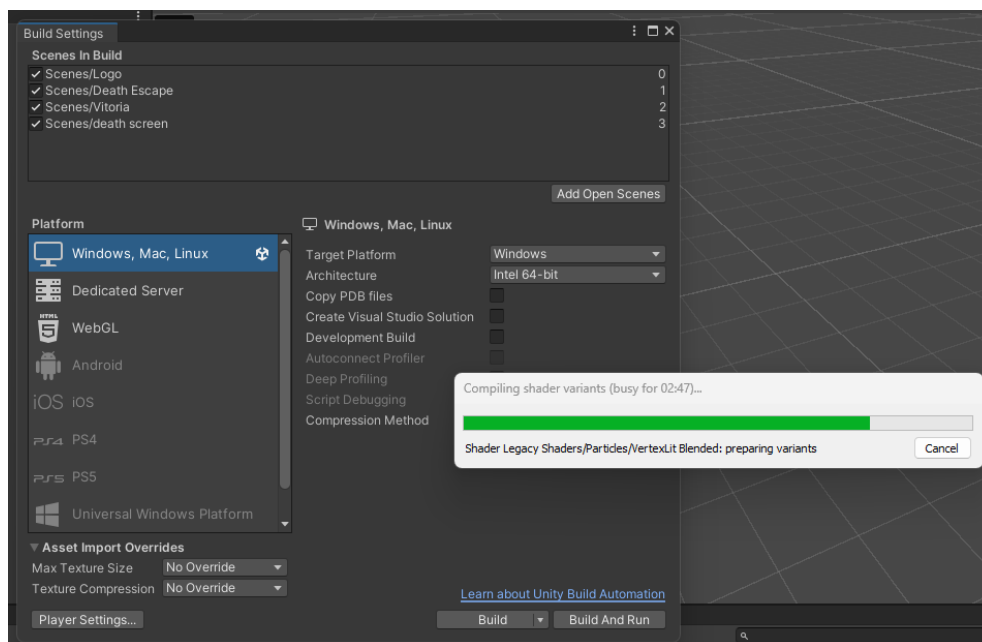 Build Settings
Scenes In Build
Scenes/Logo 0
Scenes/Death Escape 1
Scenes/Vitoria 2
Scenes/death screen 3
Add Open Scenes
Platform
Windows, Mac, Linux
Dedicated Server
HTML
5
WebGL
Android
iOS iOS
PS4 PS4
PS5 PS5
Universal Windows Platform
Windows, Mac, Linux
Target Platform Windows
Architecture Intel 64-bit
Copy PDB files
Create Visual Studio Solution
Development Build
Autoconnect Profiler
Deep Profiling
Script Debugging
Compression Method
Compiling shader variants (busy for 02:47)...
Shader Legacy Shaders/Particles/VertexLit Blended: preparing variants
Cancel
Asset Import Overrides
Max Texture Size No Override
Texture Compression No Override
Learn about Unity Build Automation
Player Settings...
Build
Build And Run